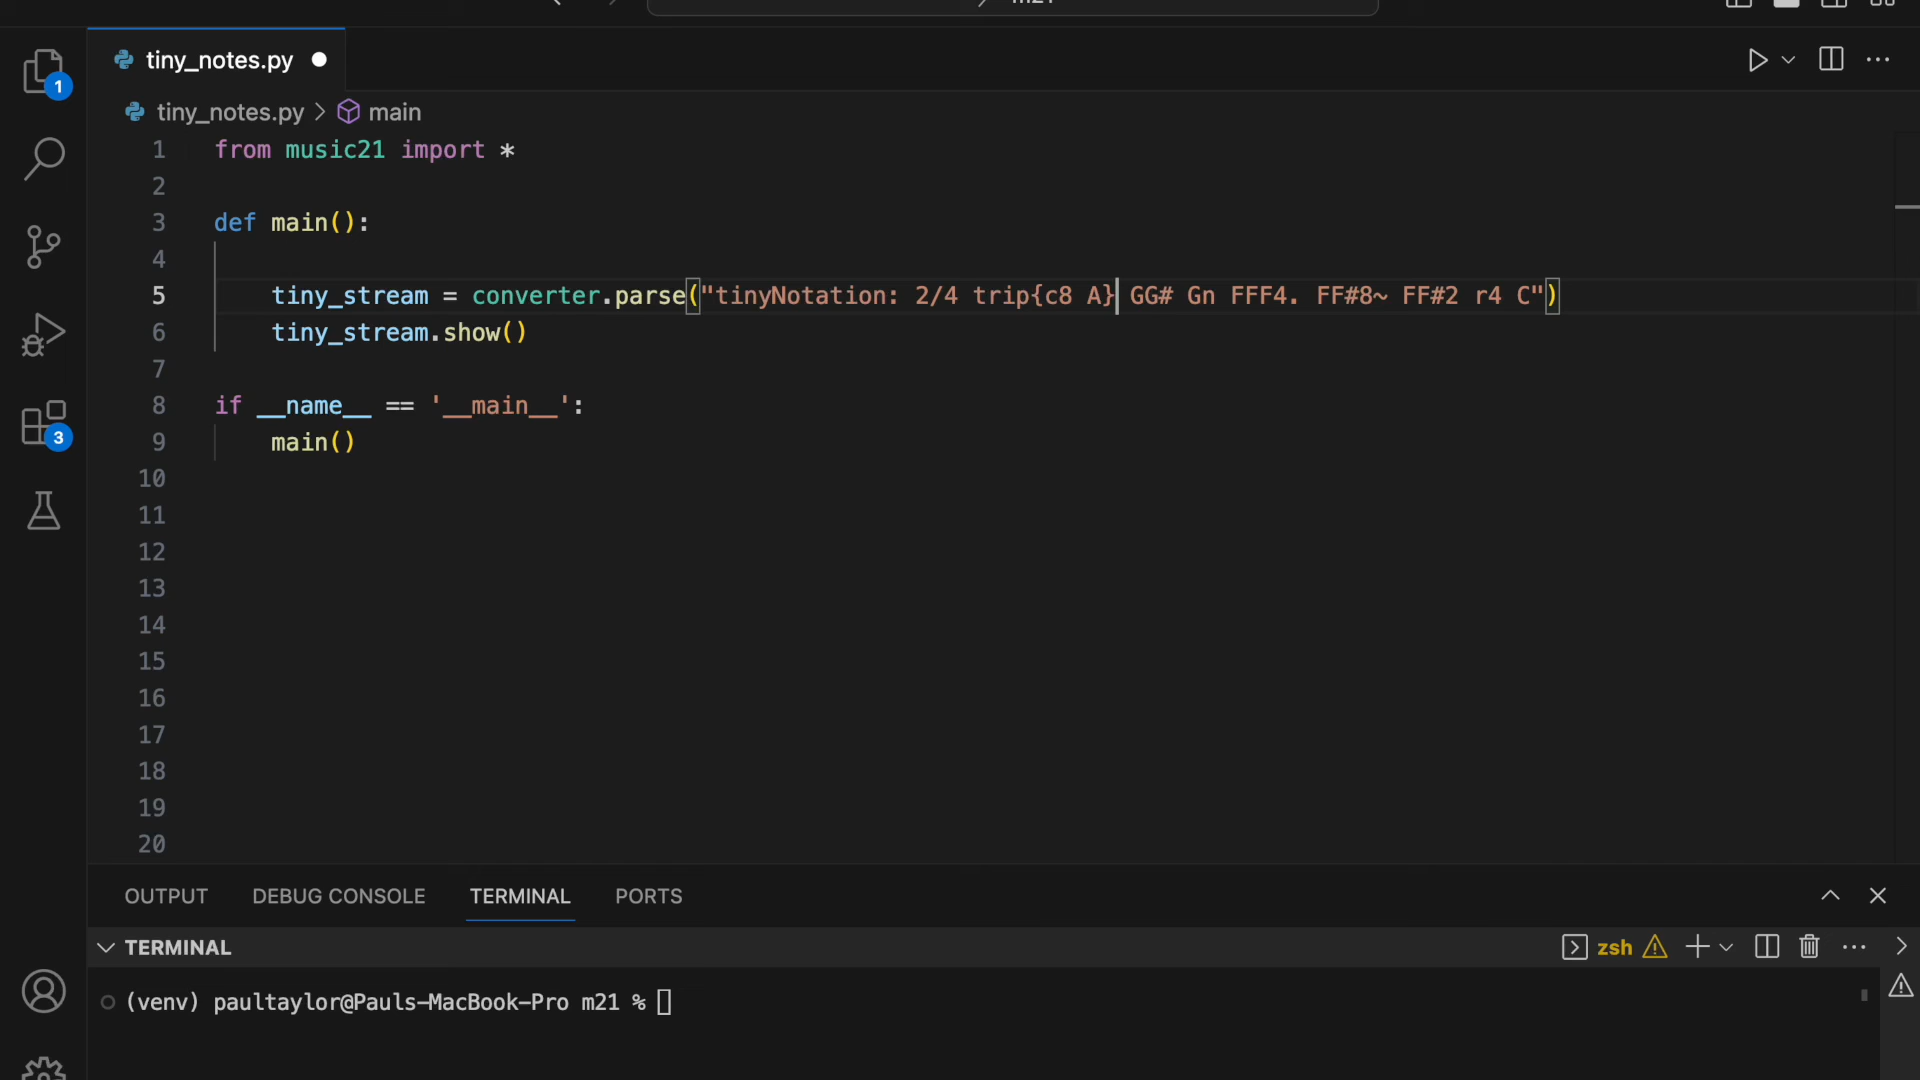 tiny_notes.py
tiny_notes.py > main
1 from music21 import *
2
3 def main():
4
5 tiny_stream = converter.parse("tinyNotation: 2/4 trip{c8 A} GG# Gn FFF4. FF#8~ FF#2 r4 C")
6 tiny_stream.show()
7
8 if __name__ == '__main__':
9 main()
10
11
12
13
14
15
16
17
18
19
20
1
3
OUTPUT DEBUG CONSOLE TERMINAL PORTS
TERMINAL
zsh
(venv) paultaylor@Pauls-MacBook-Pro m21 %